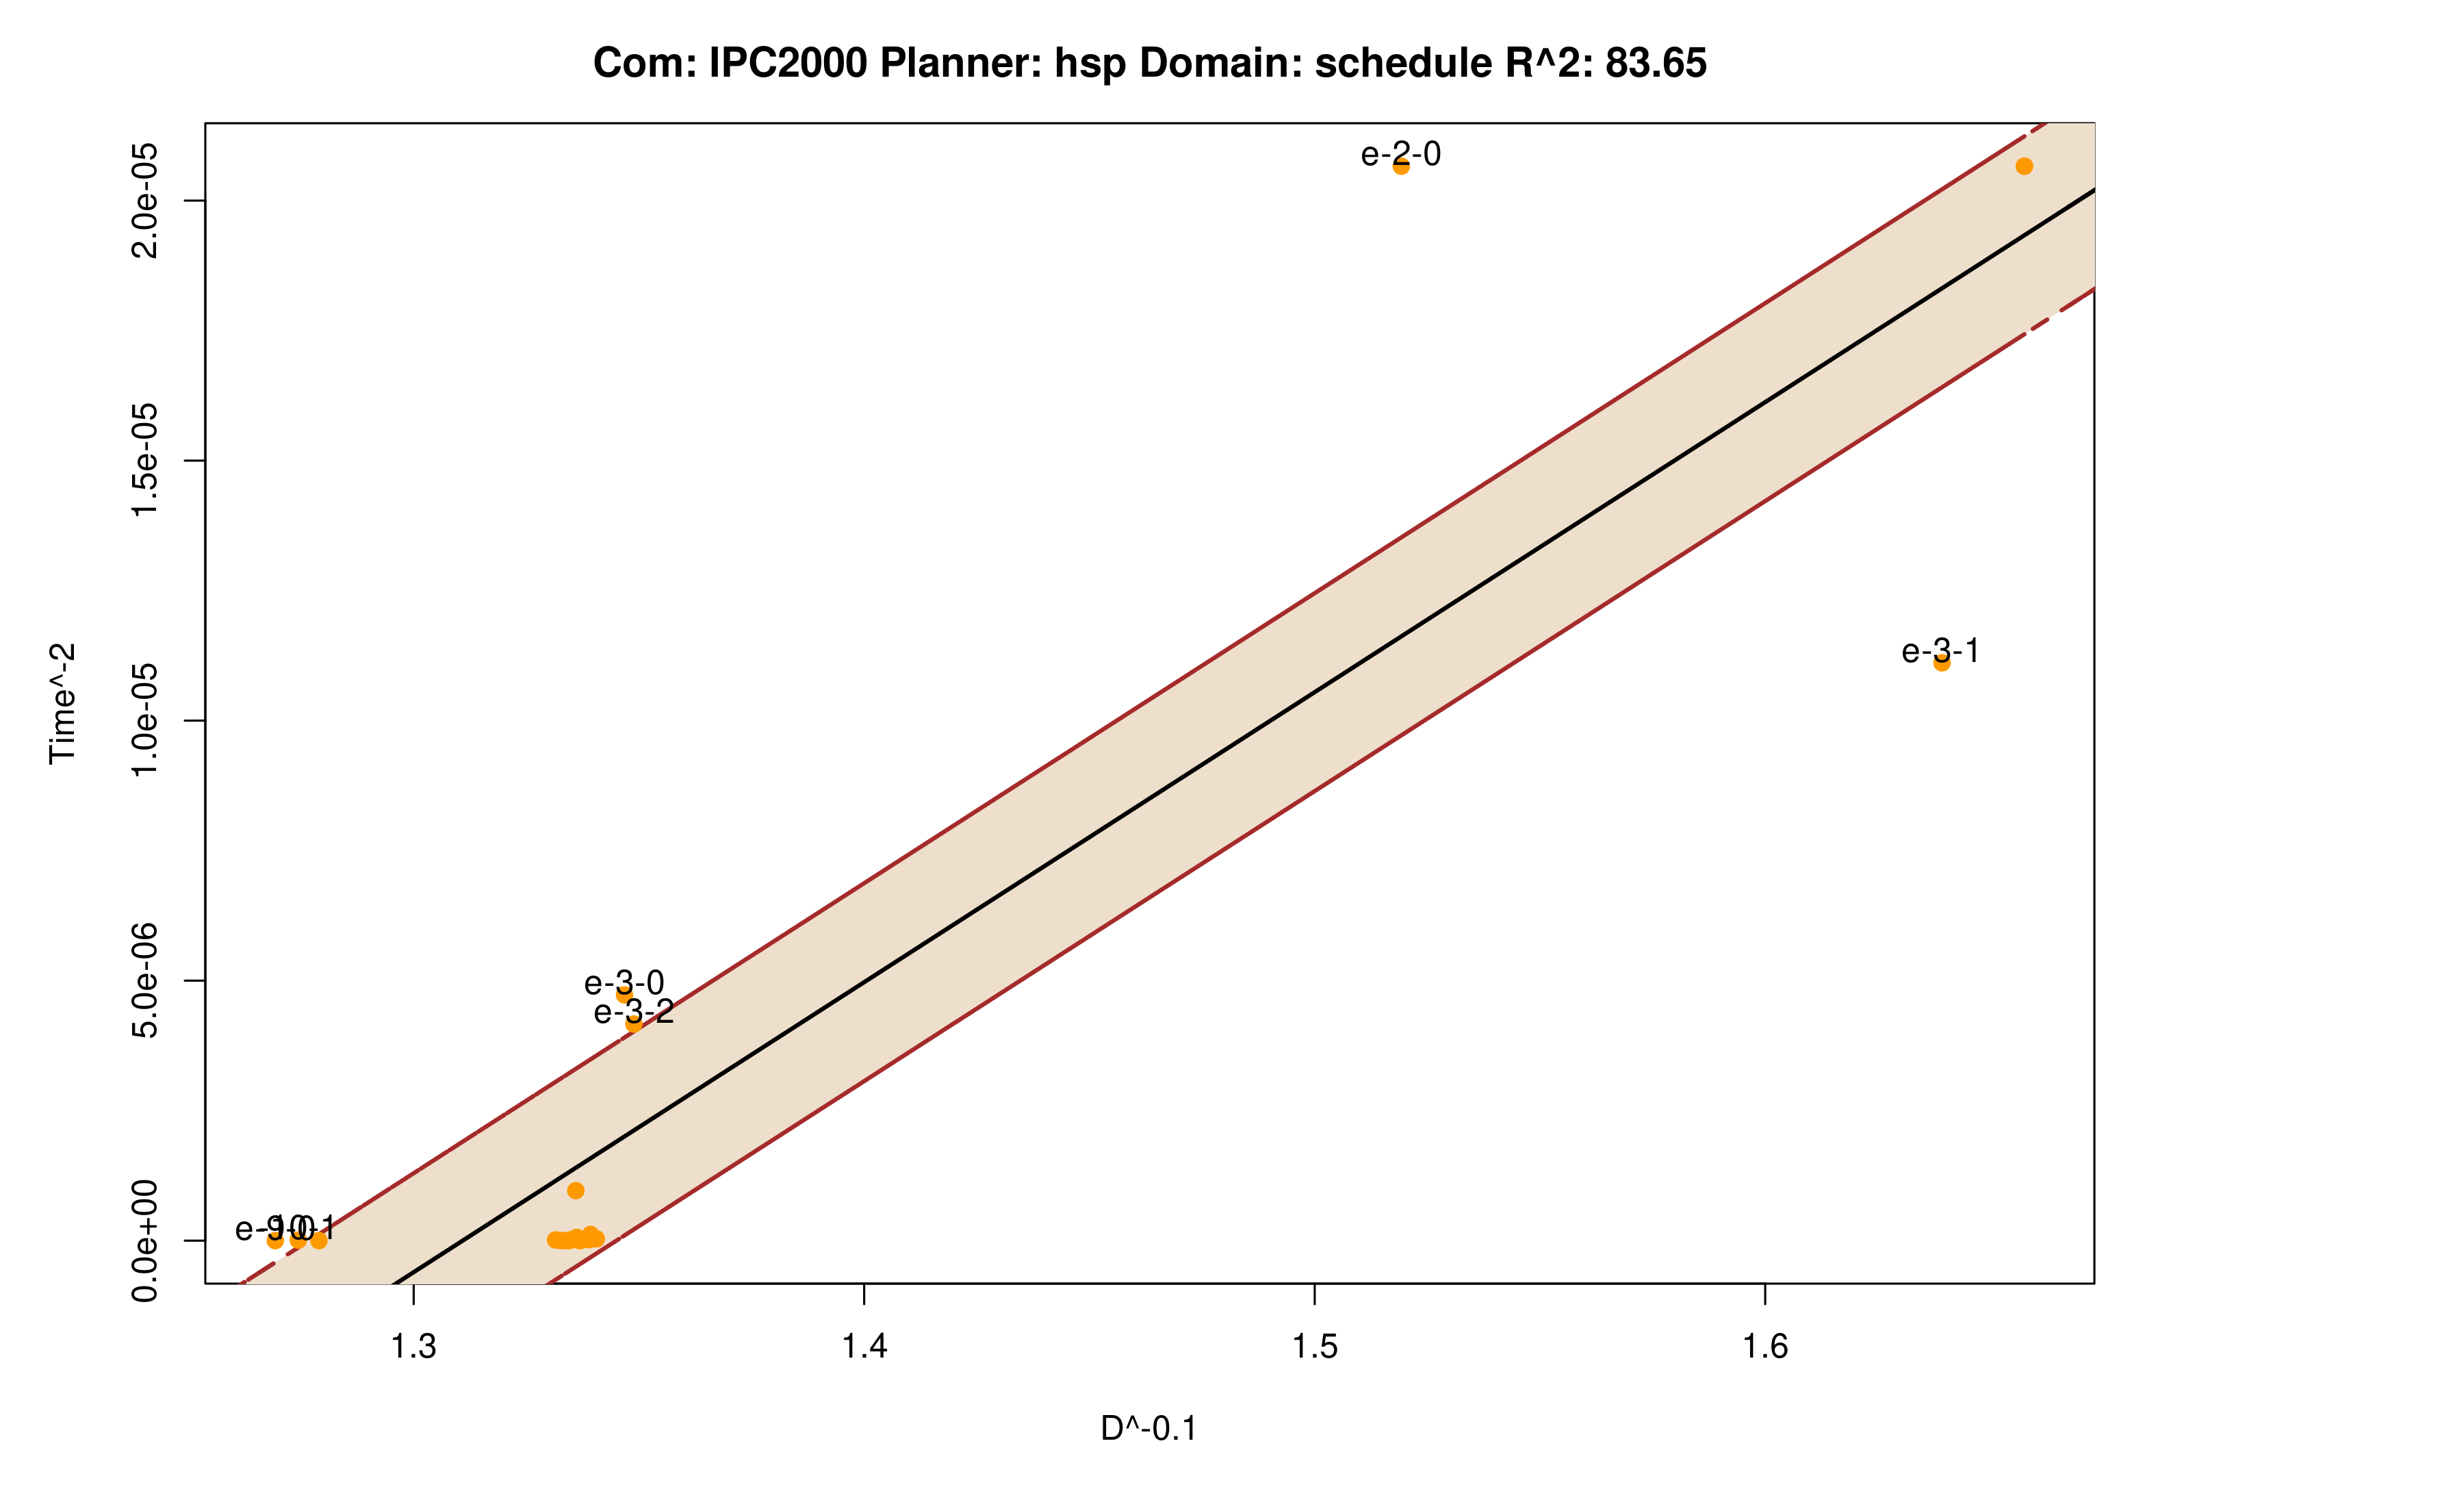 Com: IPC2000 Planner: hsp Domain: schedule R^2: 83.65
2.0e-05
1.5e-05
1.0e-05
5.0e-06
0.0e+00
Time^-2
e-2-0
e-3-1
e-3-0
e-3-2
1.3
1.4
1.5
1.6
D^-0.1